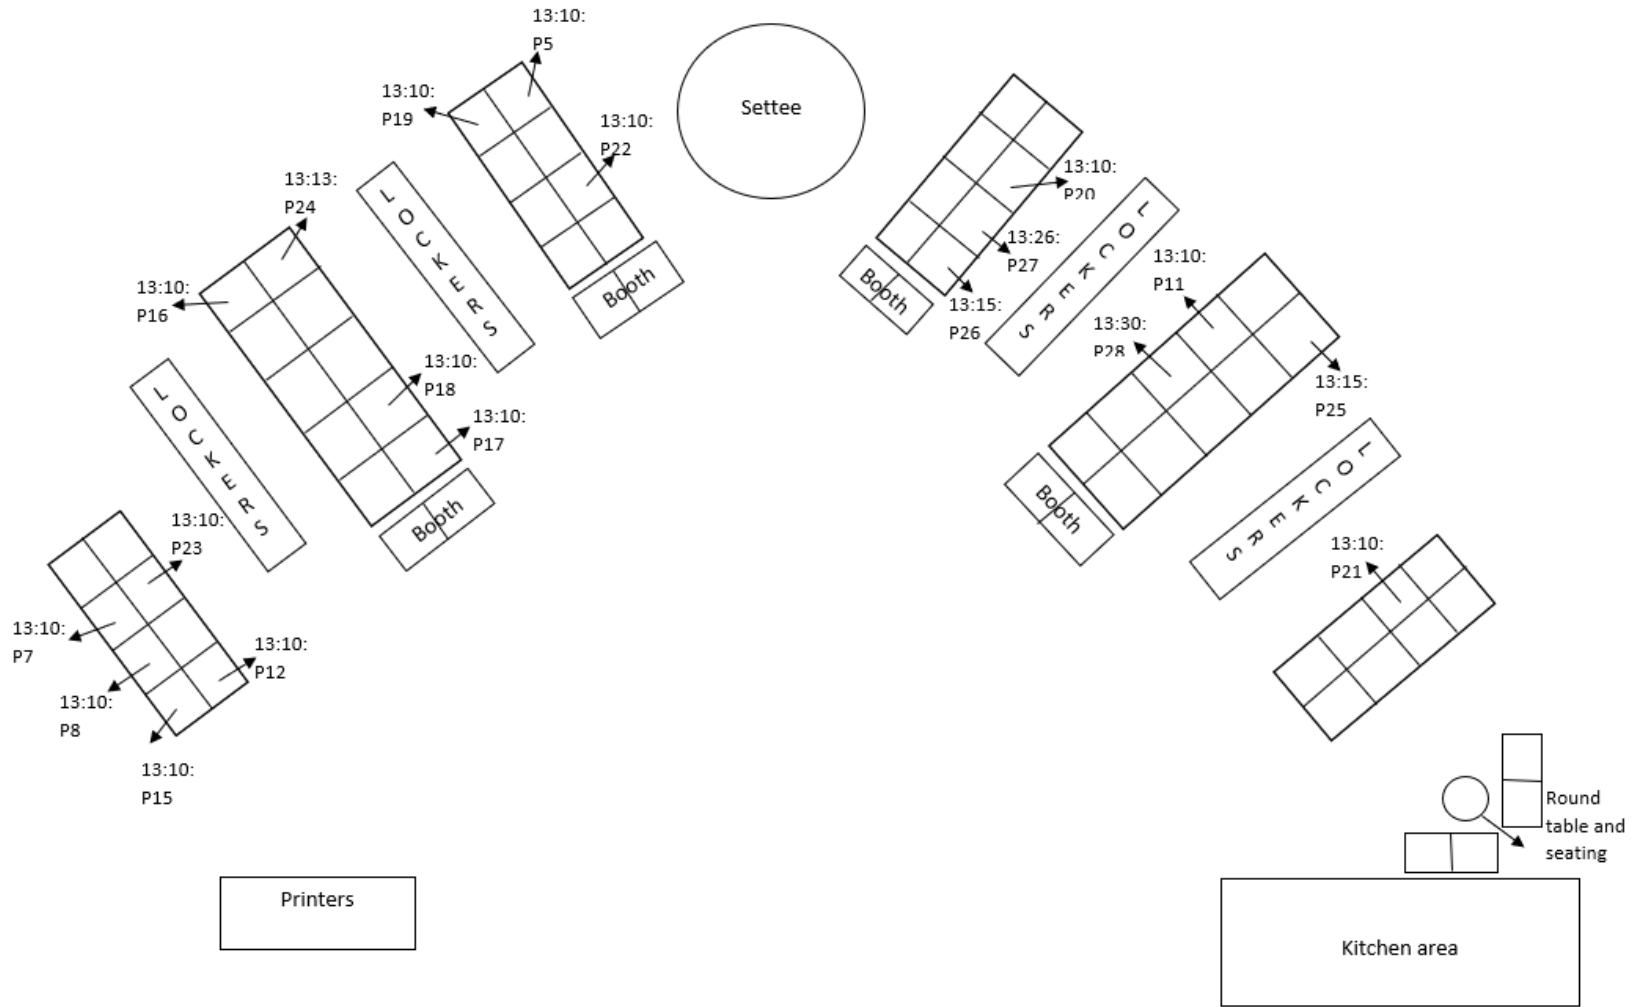 13:10:
P5
13:10:
P19
13:10:
P22
Settee
13:13:
P24
LOCKERS
13:10:
P16
Booth
13:10:
P18
13:10:
P17
LOCKERS
Booth
13:10:
P23
13:10:
P7
13:10:
P12
13:10:
P8
13:10:
P15
13:10:
P20
13:26:
P27
LOCKERS
Booth
13:15:
P26
13:10:
P11
13:30:
P28
13:15:
P25
Booth
LOCKERS
13:10:
P21
Round
table and
seating
Printers
Kitchen area